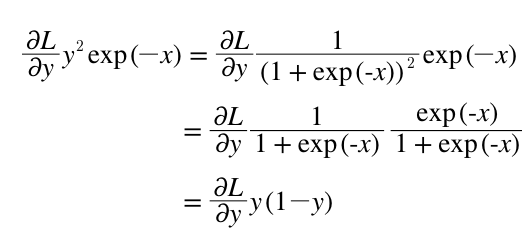 ∂L/∂y y² exp(−x) = ∂L/∂y 1/(1 + exp(-x))² exp(−x)
= ∂L/∂y 1/(1 + exp(-x)) exp(-x)/(1 + exp(-x))
= ∂L/∂y y(1−y)